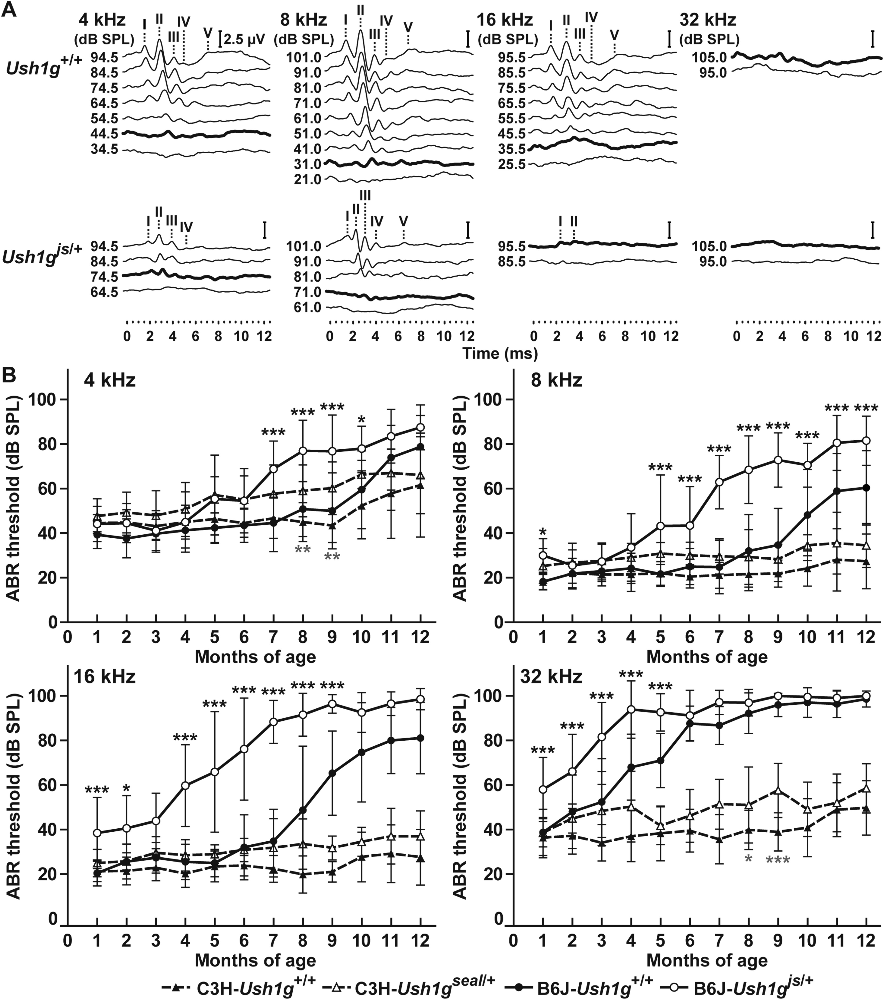 A
4 kHz
(dB SPL)
I II III IV V 2.5 µV
8 kHz
(dB SPL)
I II III IV V
16 kHz
(dB SPL)
I II III IV V
32 kHz
(dB SPL)
Ush1g+/+
94.5
84.5
74.5
64.5
54.5
44.5
34.5
101.0
91.0
81.0
71.0
61.0
51.0
41.0
31.0
21.0
95.5
85.5
75.5
65.5
55.5
45.5
35.5
25.5
105.0
95.0
Ush1gjs/+
I II III IV
94.5
84.5
74.5
64.5
I II III IV V
101.0
91.0
81.0
71.0
61.0
I II
95.5
85.5
105.0
95.0
0 2 4 6 8 10 12
0 2 4 6 8 10 12
0 2 4 6 8 10 12
0 2 4 6 8 10 12
Time (ms)
B
4 kHz
ABR threshold (dB SPL)
100
80
60
40
20
0
*** *** *** *
** **
0 1 2 3 4 5 6 7 8 9 10 11 12
Months of age
8 kHz
ABR threshold (dB SPL)
100
80
60
40
20
0
* *** *** *** *** *** *** *** ***
0 1 2 3 4 5 6 7 8 9 10 11 12
Months of age
16 kHz
ABR threshold (dB SPL)
100
80
60
40
20
0
*** * *** *** *** *** *** ***
0 1 2 3 4 5 6 7 8 9 10 11 12
Months of age
32 kHz
ABR threshold (dB SPL)
100
80
60
40
20
0
*** *** *** *** ***
* ***
0 1 2 3 4 5 6 7 8 9 10 11 12
Months of age
C3H-Ush1g+/+ C3H-Ush1gseal/+ B6J-Ush1g+/+ B6J-Ush1gjs/+